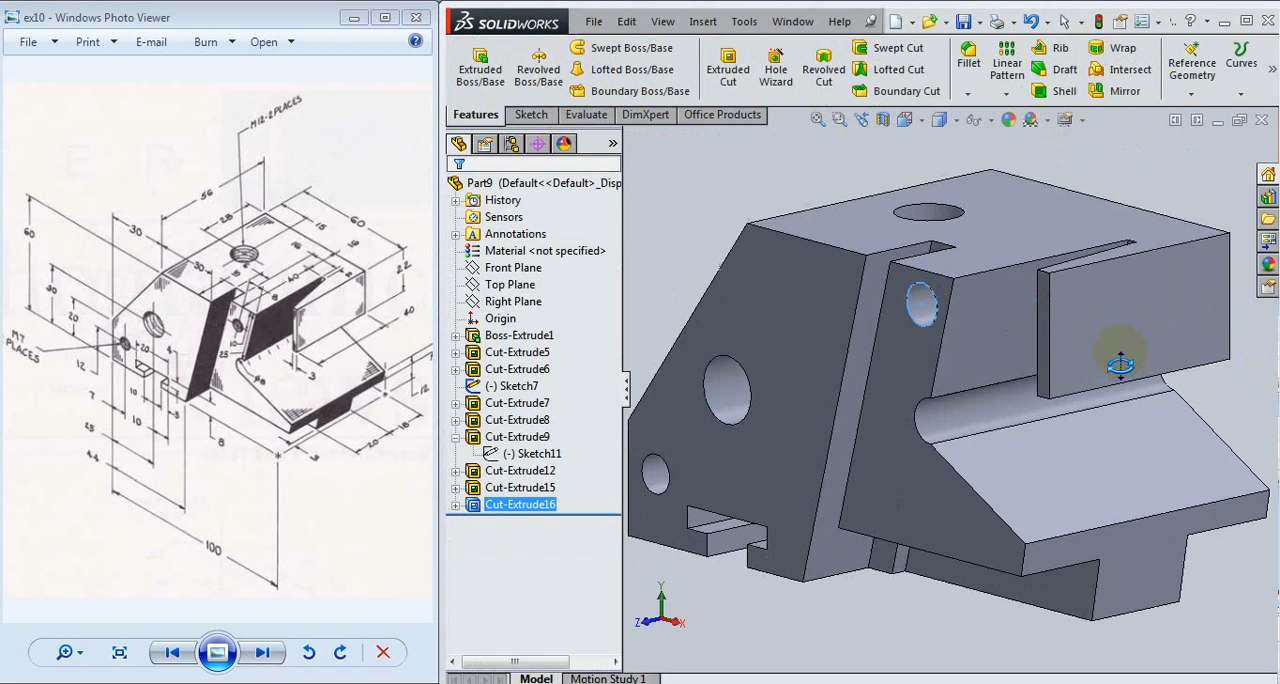 ex10 - Windows Photo Viewer
File Print E-mail Burn Open
M12-2PLACES
56
28
60
30
15
60
22
30
20
M7
PLACES
12
20
10
7
10
25
8
3
40
12
20
100
SOLIDWORKS
File Edit View Insert Tools Window Help
Extruded Boss/Base
Revolved Boss/Base
Swept Boss/Base
Lofted Boss/Base
Boundary Boss/Base
Extruded Cut
Hole Wizard
Revolved Cut
Swept Cut
Lofted Cut
Boundary Cut
Fillet
Linear Pattern
Rib
Draft
Shell
Wrap
Intersect
Mirror
Reference Geometry
Curves
Features Sketch Evaluate DimXpert Office Products
Part9 (Default<<Default>_Disp
History
Sensors
Annotations
Material <not specified>
Front Plane
Top Plane
Right Plane
Origin
Boss-Extrude1
Cut-Extrude5
Cut-Extrude6
(-) Sketch7
Cut-Extrude7
Cut-Extrude8
Cut-Extrude9
(-) Sketch11
Cut-Extrude12
Cut-Extrude15
Cut-Extrude16
Y
Z
X
Model Motion Study 1